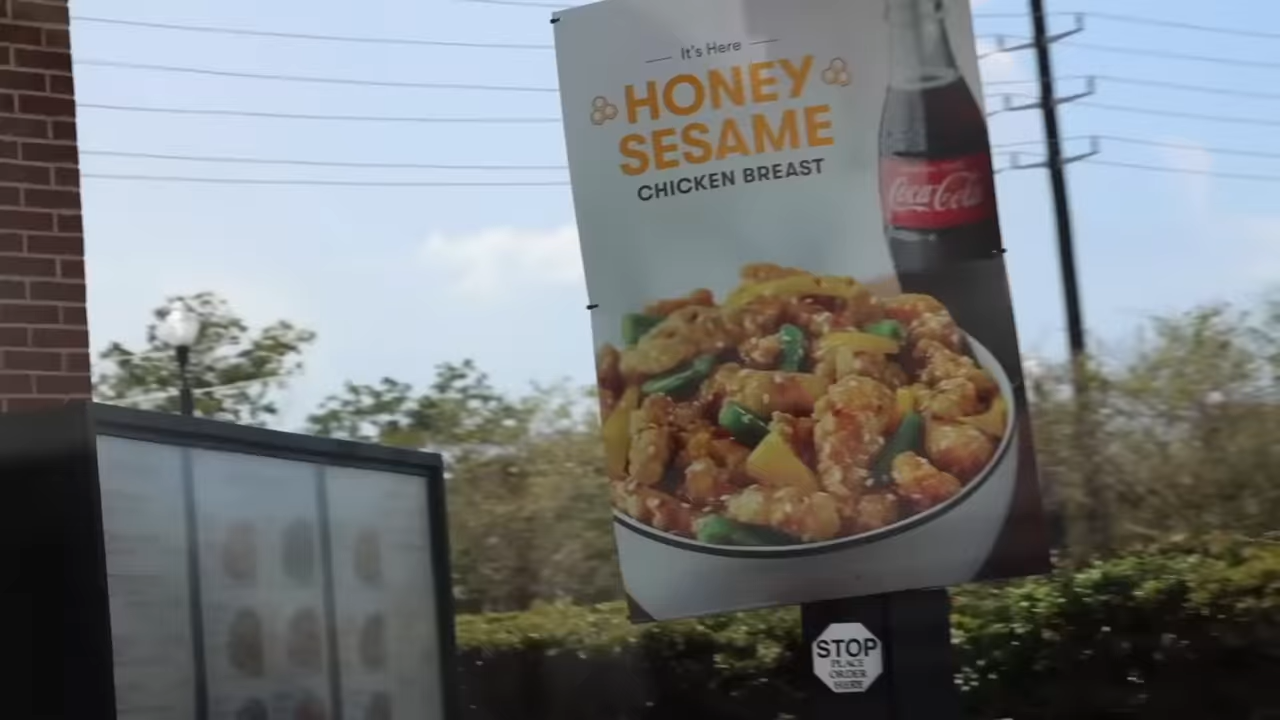 It's Here
HONEY
SESAME
CHICKEN BREAST
Coca-Cola
STOP
PLACE
ORDER
HERE